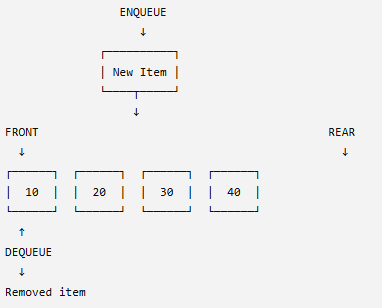 ENQUEUE
New Item
FRONT REAR
10 20 30 40
DEQUEUE
Removed item